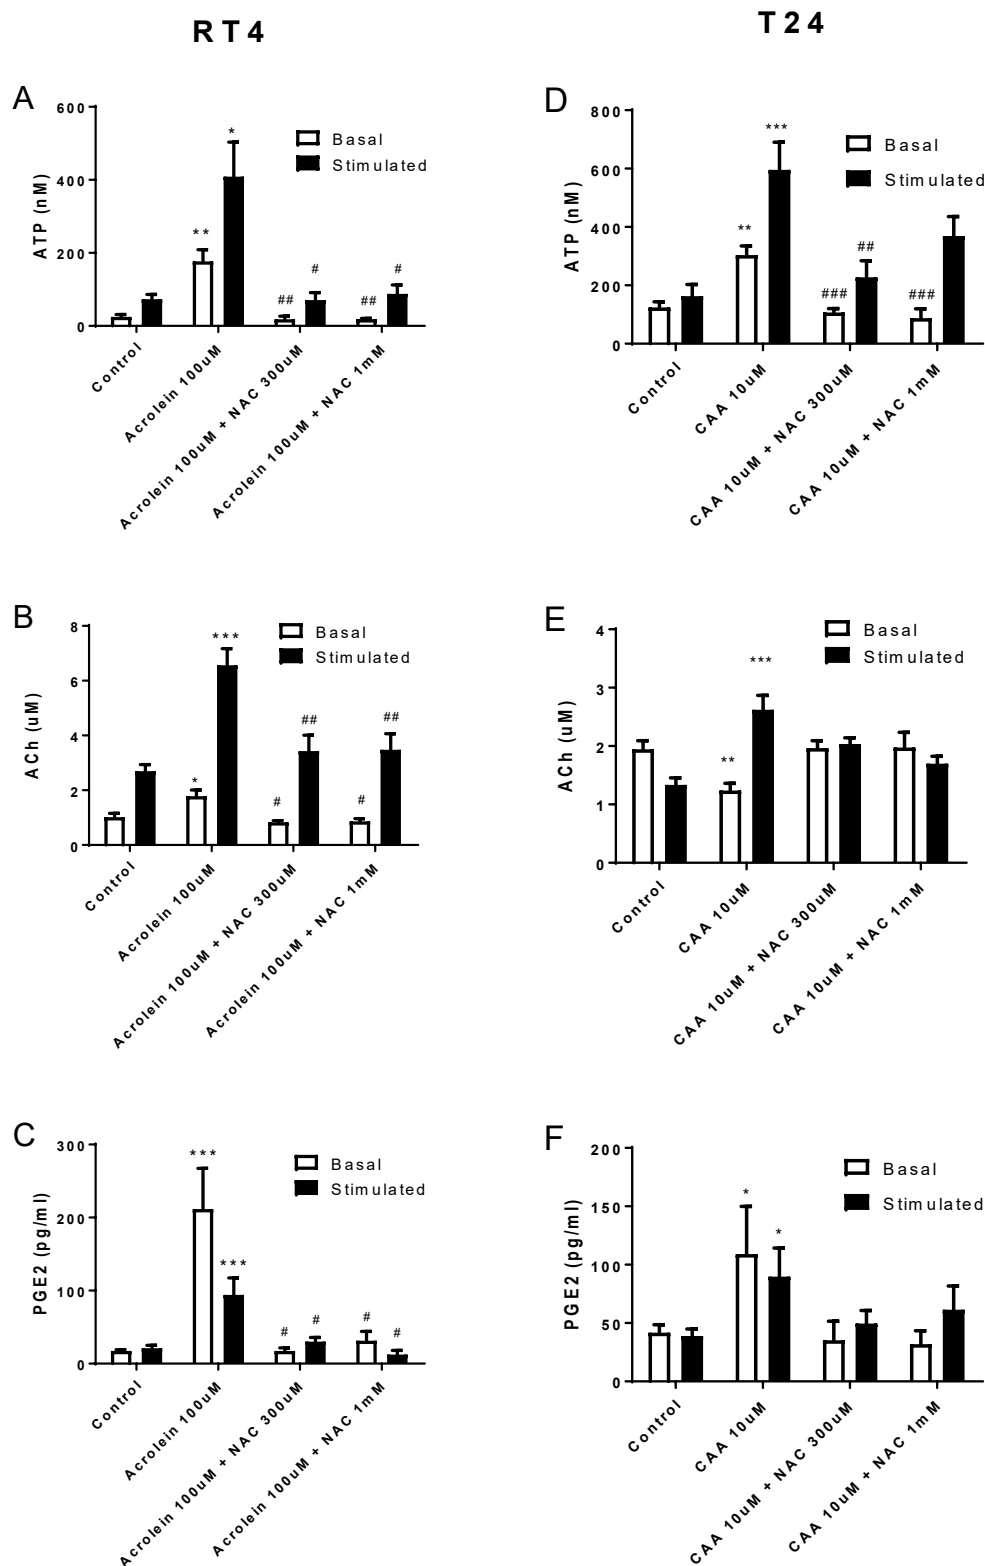 RT4
T24
A
ATP (nM)
600
400
200
0
**
*
##
#
##
#
Basal
Stimulated
Control
Acrolein 100uM
Acrolein 100uM + NAC 300uM
Acrolein 100uM + NAC 1mM
D
ATP (nM)
800
600
400
200
0
**
***
###
##
###
Basal
Stimulated
Control
CAA 10uM
CAA 10uM + NAC 300uM
CAA 10uM + NAC 1mM
B
ACh (uM)
8
6
4
2
0
*
***
#
##
#
##
Basal
Stimulated
Control
Acrolein 100uM
Acrolein 100uM + NAC 300uM
Acrolein 100uM + NAC 1mM
E
ACh (uM)
4
3
2
1
0
**
***
Basal
Stimulated
Control
CAA 10uM
CAA 10uM + NAC 300uM
CAA 10uM + NAC 1mM
C
PGE2 (pg/ml)
300
200
100
0
***
***
#
#
#
#
Basal
Stimulated
Control
Acrolein 100uM
Acrolein 100uM + NAC 300uM
Acrolein 100uM + NAC 1mM
F
PGE2 (pg/ml)
200
150
100
50
0
*
*
Basal
Stimulated
Control
CAA 10uM
CAA 10uM + NAC 300uM
CAA 10uM + NAC 1mM